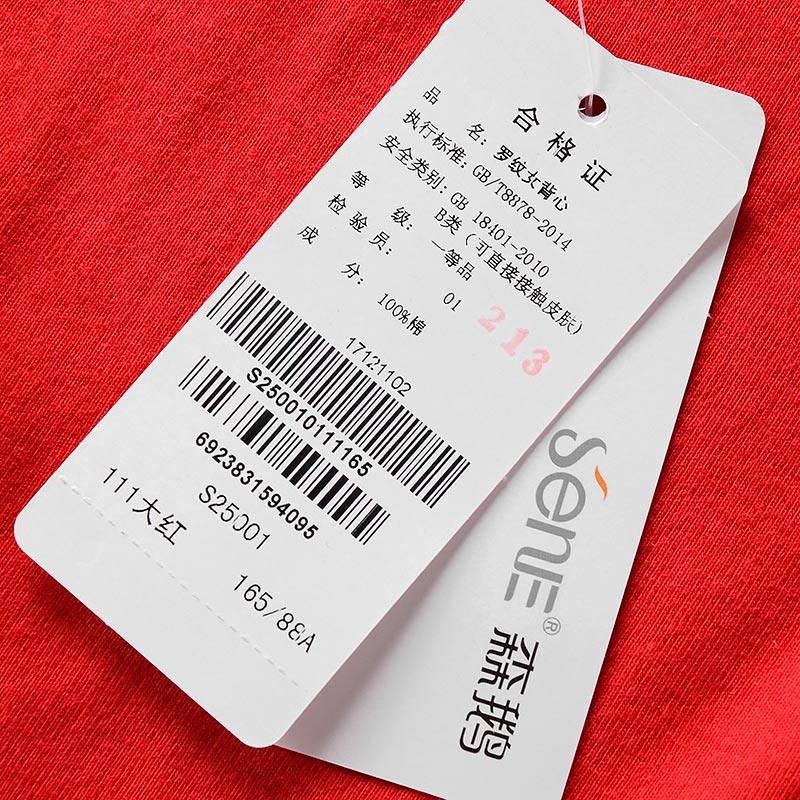 合格证
品 名：罗纹女背心
执行标准：GB/T8878-2014
安全类别：GB 18401-2010
B类（可直接接触皮肤）
等 级：一等品
检验员：01
成 分：100%棉
213
17121102
S250010111165
6923831594095
S25001
111大红
165/88A
SENE®
森鹅